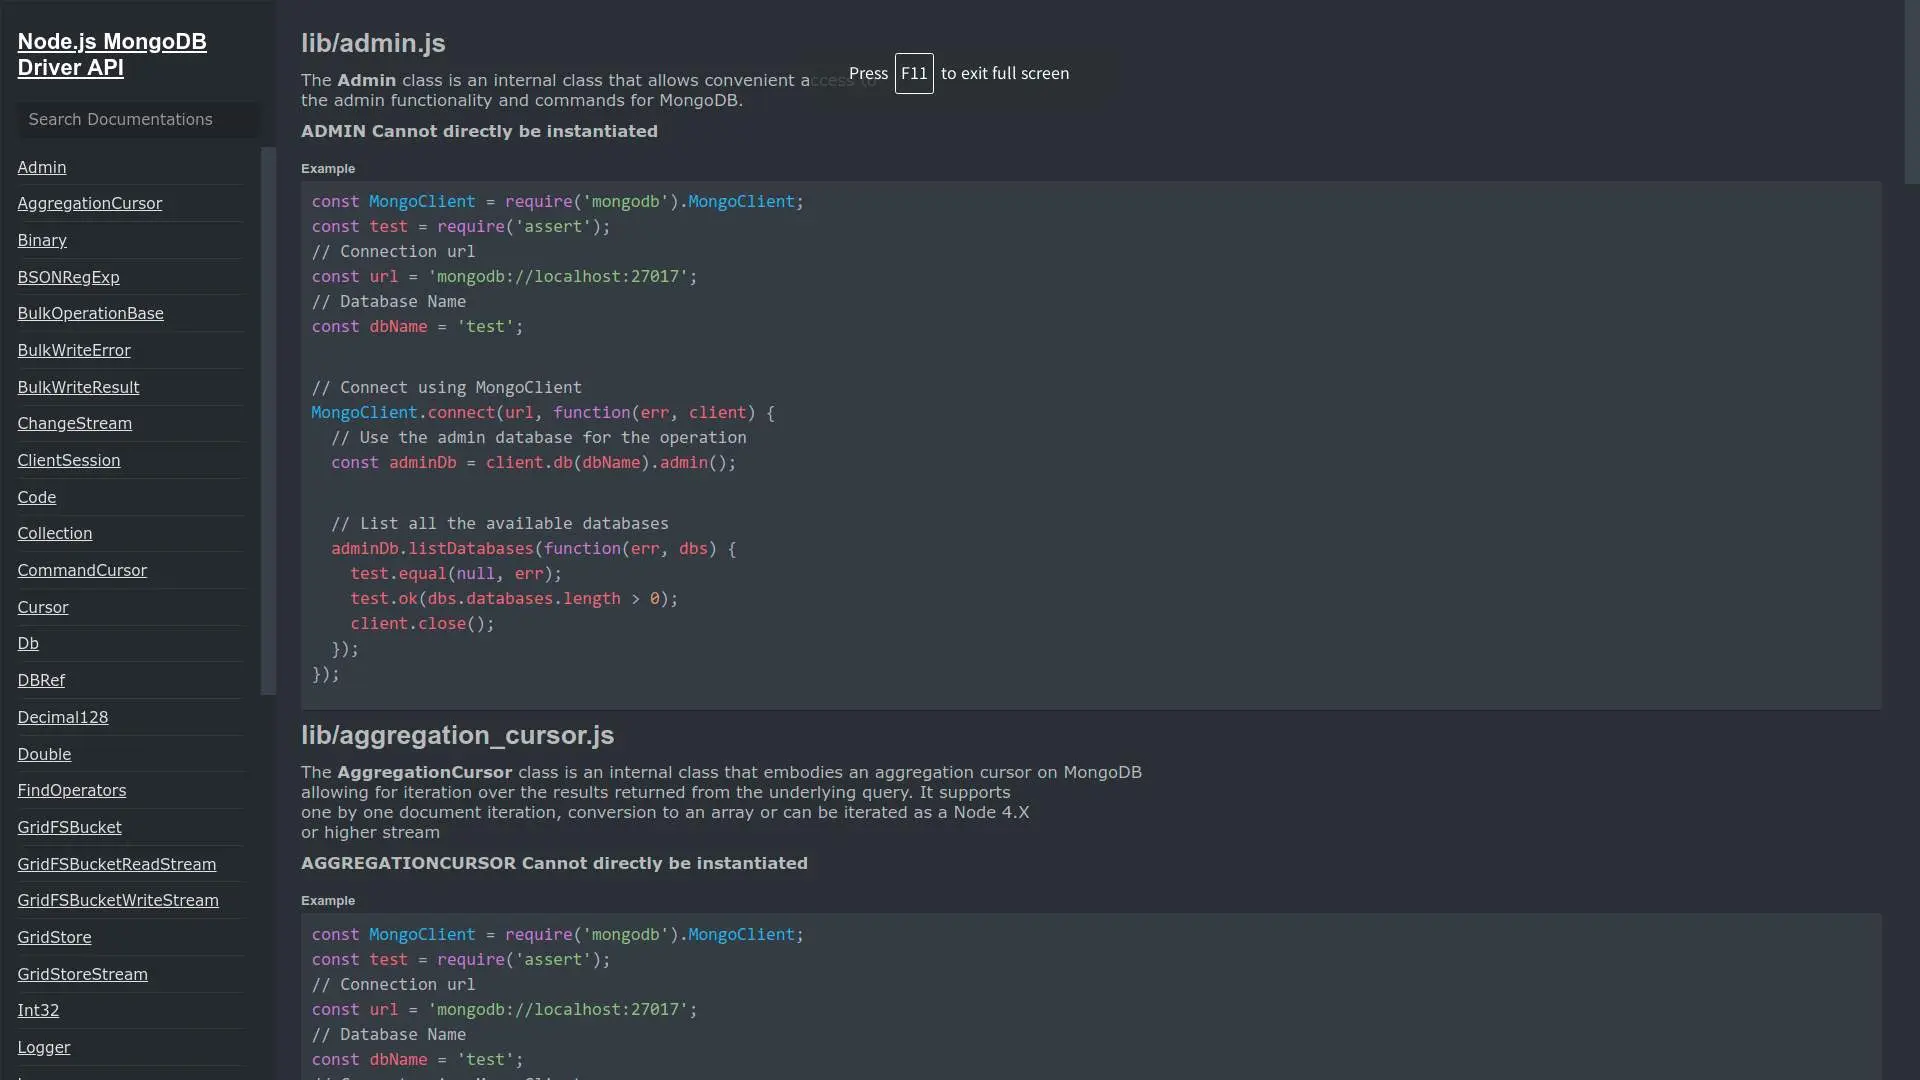 Node.js MongoDB
Driver API
Search Documentations
Admin
AggregationCursor
Binary
BSONRegExp
BulkOperationBase
BulkWriteError
BulkWriteResult
ChangeStream
ClientSession
Code
Collection
CommandCursor
Cursor
Db
DBRef
Decimal128
Double
FindOperators
GridFSBucket
GridFSBucketReadStream
GridFSBucketWriteStream
GridStore
GridStoreStream
Int32
Logger
Press F11 to exit full screen
lib/admin.js
The Admin class is an internal class that allows convenient access to
the admin functionality and commands for MongoDB.
ADMIN Cannot directly be instantiated
Example
const MongoClient = require('mongodb').MongoClient;
const test = require('assert');
// Connection url
const url = 'mongodb://localhost:27017';
// Database Name
const dbName = 'test';
// Connect using MongoClient
MongoClient.connect(url, function(err, client) {
  // Use the admin database for the operation
  const adminDb = client.db(dbName).admin();
  // List all the available databases
  adminDb.listDatabases(function(err, dbs) {
    test.equal(null, err);
    test.ok(dbs.databases.length > 0);
    client.close();
  });
});
lib/aggregation_cursor.js
The AggregationCursor class is an internal class that embodies an aggregation cursor on MongoDB
allowing for iteration over the results returned from the underlying query. It supports
one by one document iteration, conversion to an array or can be iterated as a Node 4.X
or higher stream
AGGREGATIONCURSOR Cannot directly be instantiated
Example
const MongoClient = require('mongodb').MongoClient;
const test = require('assert');
// Connection url
const url = 'mongodb://localhost:27017';
// Database Name
const dbName = 'test';